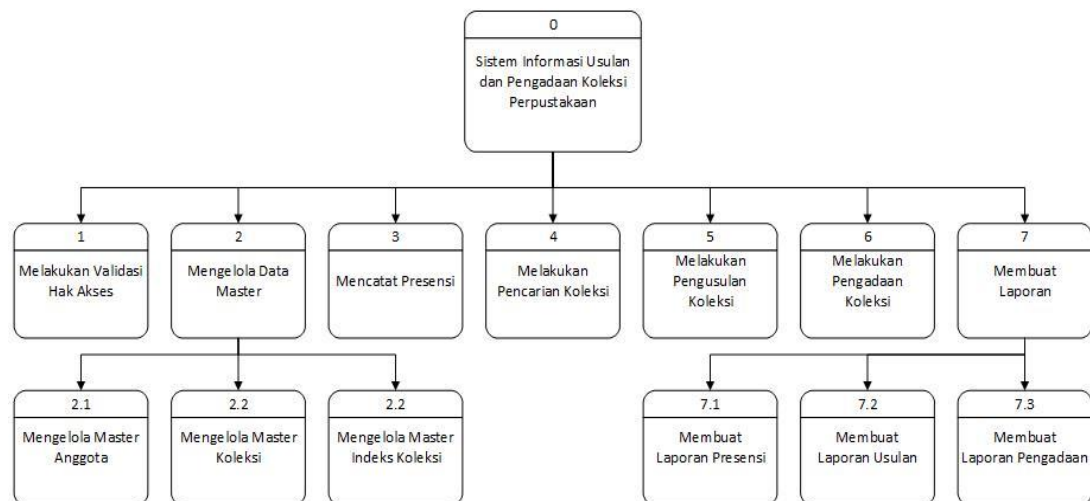 0
Sistem Informasi Usulan
dan Pengadaan Koleksi
Perpustakaan
1
Melakukan Validasi
Hak Akses
2
Mengelola Data
Master
3
Mencatat Presensi
4
Melakukan
Pencarian Koleksi
5
Melakukan
Pengusulan
Koleksi
6
Melakukan
Pengadaan
Koleksi
7
Membuat
Laporan
2.1
Mengelola Master
Anggota
2.2
Mengelola Master
Koleksi
2.2
Mengelola Master
Indeks Koleksi
7.1
Membuat
Laporan Presensi
7.2
Membuat
Laporan Usulan
7.3
Membuat
Laporan Pengadaan